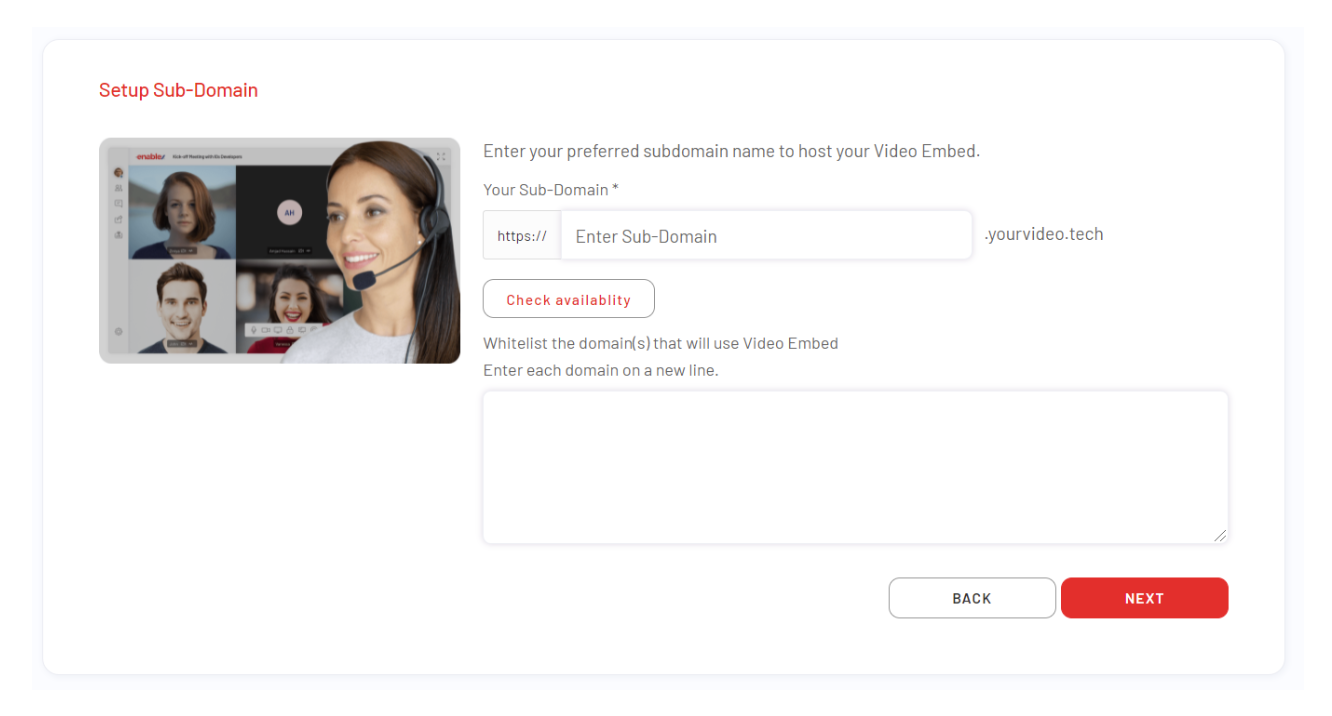 Setup Sub-Domain
enablex
Kick-off Meeting with IOs Developers
AH
Enter your preferred subdomain name to host your Video Embed.
Your Sub-Domain *
https://
Enter Sub-Domain
.yourvideo.tech
Check availablity
Whitelist the domain(s) that will use Video Embed
Enter each domain on a new line.
BACK
NEXT